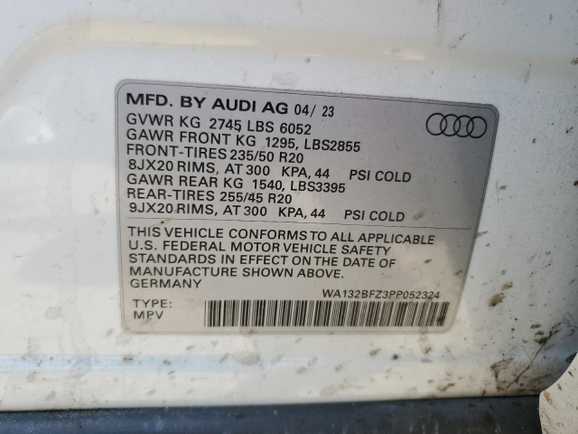 MFD. BY AUDI AG 04/ 23
GVWR KG 2745 LBS 6052
GAWR FRONT KG 1295, LBS2855
FRONT-TIRES 235/50 R20
8JX20 RIMS, AT 300 KPA, 44 PSI COLD
GAWR REAR KG 1540, LBS3395
REAR-TIRES 255/45 R20
9JX20 RIMS, AT 300 KPA, 44 PSI COLD
THIS VEHICLE CONFORMS TO ALL APPLICABLE
U.S. FEDERAL MOTOR VEHICLE SAFETY
STANDARDS IN EFFECT ON THE DATE OF
MANUFACTURE SHOWN ABOVE.
GERMANY
WA132BFZ3PP052324
TYPE:
MPV